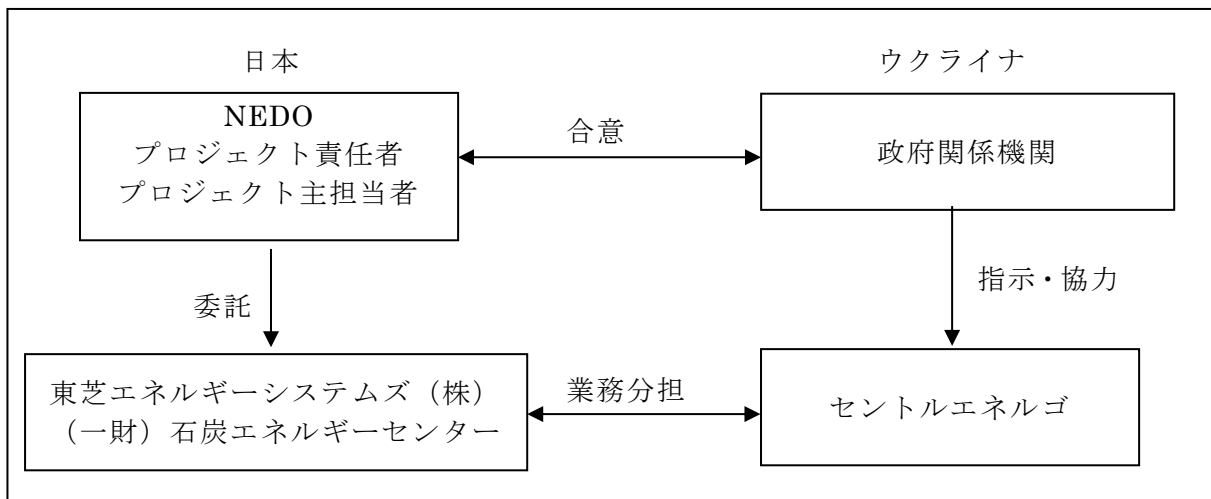 日本
ウクライナ
NEDO
プロジェクト責任者
プロジェクト主担当者
合意
政府関係機関
委託
指示・協力
東芝エネルギーシステムズ（株）
（一財）石炭エネルギーセンター
業務分担
セントルエネルゴ